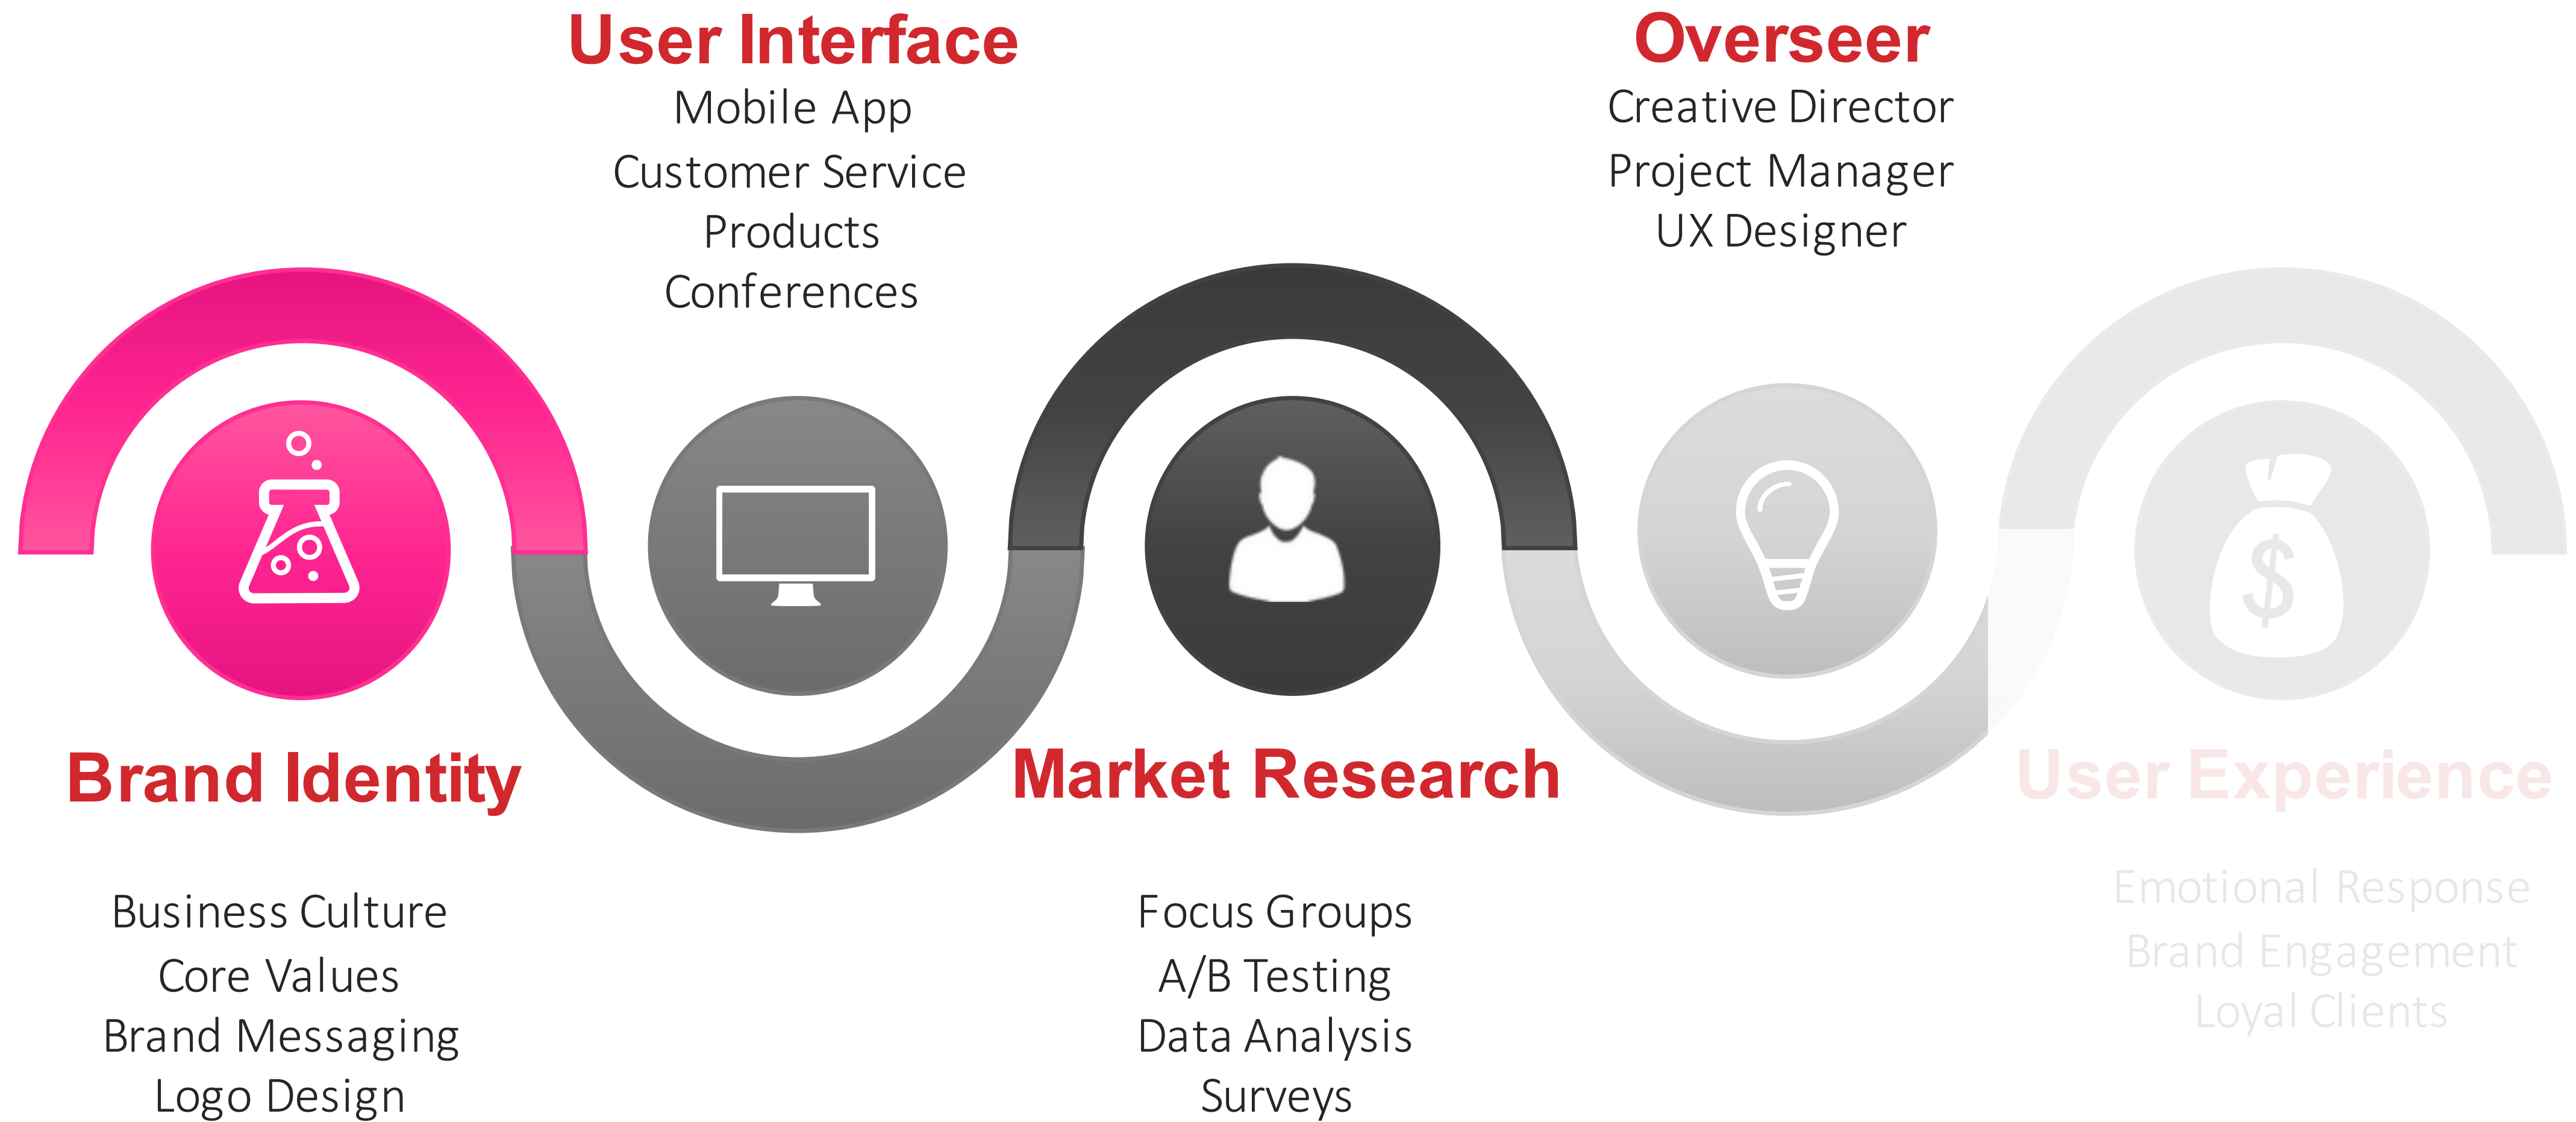 User Interface
Mobile App
Customer Service
Products
Conferences
Overseer
Creative Director
Project Manager
UX Designer
$
Brand Identity
Business Culture
Core Values
Brand Messaging
Logo Design
Market Research
Focus Groups
A/B Testing
Data Analysis
Surveys
User Experience
Emotional Response
Brand Engagement
Loyal Clients